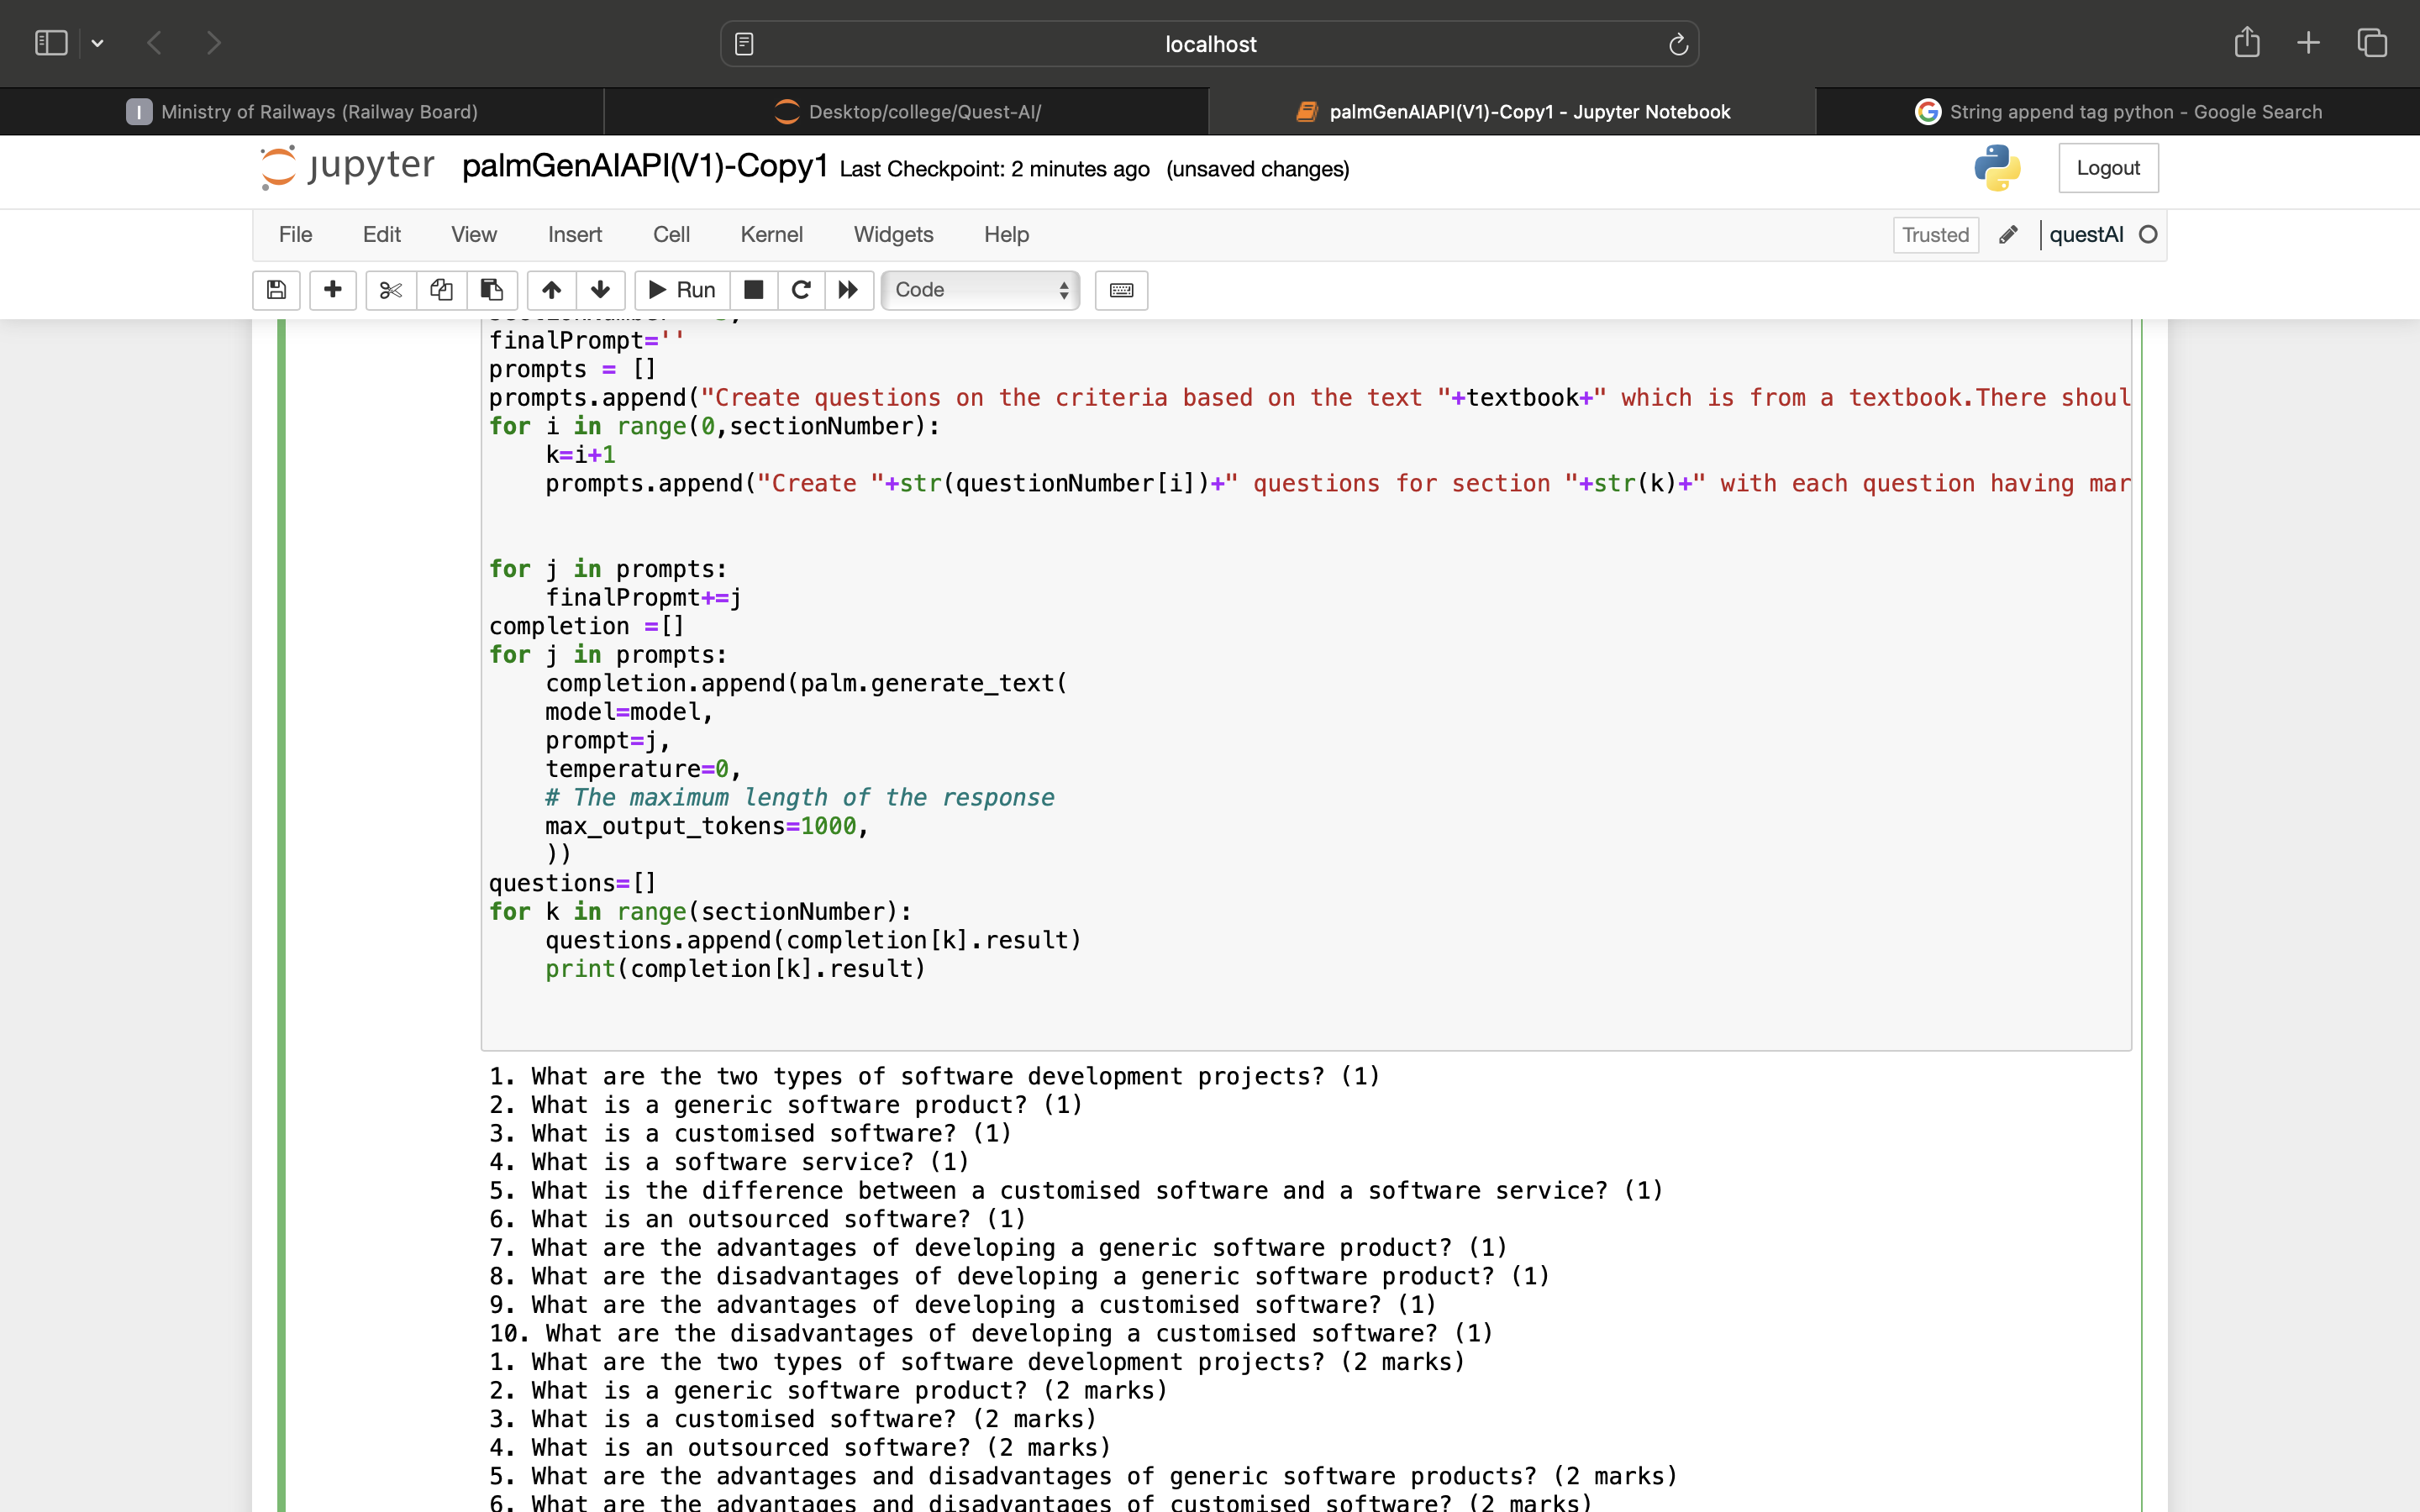 localhost
Ministry of Railways (Railway Board)
Desktop/college/Quest-AI/
palmGenAIAPI(V1)-Copy1 - Jupyter Notebook
String append tag python - Google Search
jupyter palmGenAIAPI(V1)-Copy1 Last Checkpoint: 2 minutes ago (unsaved changes)
Logout
File Edit View Insert Cell Kernel Widgets Help
Trusted questAI
Run Code
finalPrompt=''
prompts = []
prompts.append("Create questions on the criteria based on the text "+textbook+" which is from a textbook.There shoul
for i in range(0,sectionNumber):
    k=i+1
    prompts.append("Create "+str(questionNumber[i])+" questions for section "+str(k)+" with each question having mar
for j in prompts:
    finalPropmt+=j
completion =[]
for j in prompts:
    completion.append(palm.generate_text(
    model=model,
    prompt=j,
    temperature=0,
    # The maximum length of the response
    max_output_tokens=1000,
    ))
questions=[]
for k in range(sectionNumber):
    questions.append(completion[k].result)
    print(completion[k].result)
1. What are the two types of software development projects? (1)
2. What is a generic software product? (1)
3. What is a customised software? (1)
4. What is a software service? (1)
5. What is the difference between a customised software and a software service? (1)
6. What is an outsourced software? (1)
7. What are the advantages of developing a generic software product? (1)
8. What are the disadvantages of developing a generic software product? (1)
9. What are the advantages of developing a customised software? (1)
10. What are the disadvantages of developing a customised software? (1)
1. What are the two types of software development projects? (2 marks)
2. What is a generic software product? (2 marks)
3. What is a customised software? (2 marks)
4. What is an outsourced software? (2 marks)
5. What are the advantages and disadvantages of generic software products? (2 marks)
6. What are the advantages and disadvantages of customised software? (2 marks)